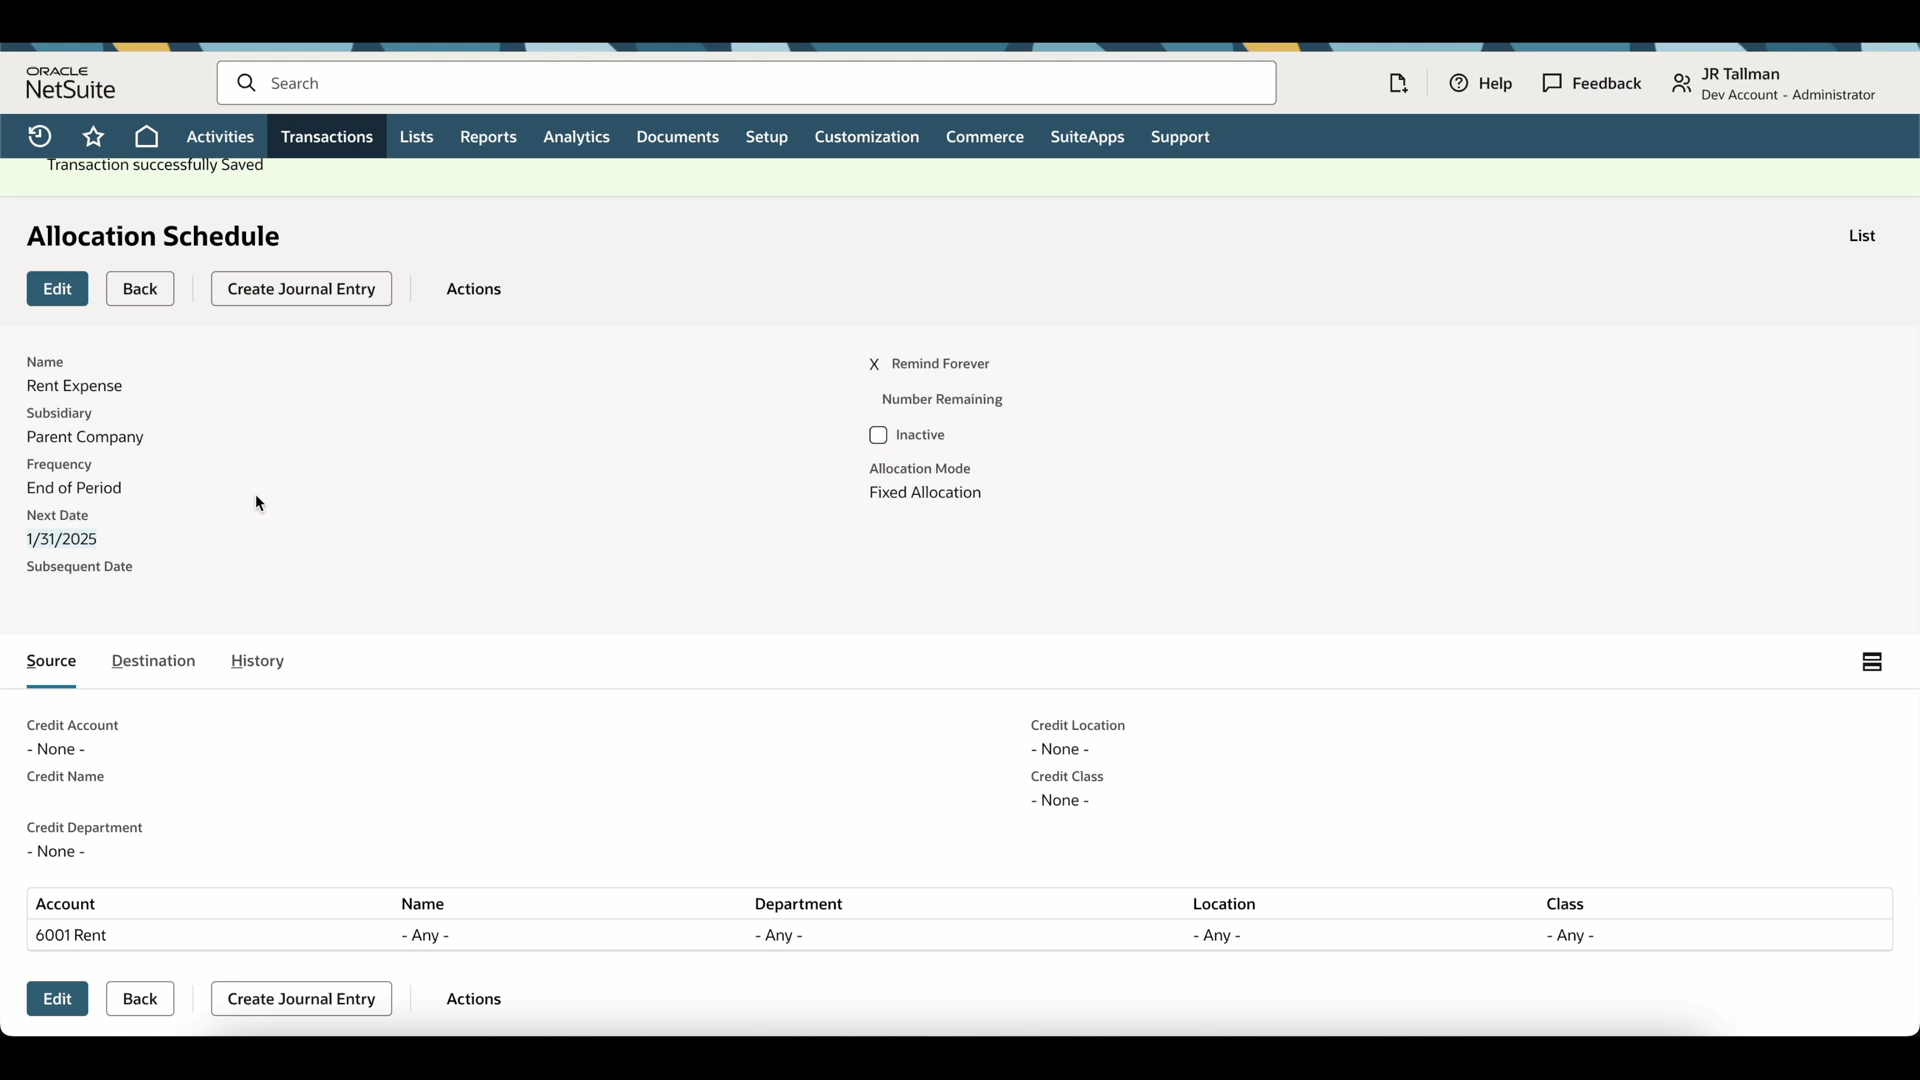 ORACLE
NetSuite
Search
Help
Feedback
JR Tallman
Dev Account - Administrator
Activities
Transactions
Lists
Reports
Analytics
Documents
Setup
Customization
Commerce
SuiteApps
Support
Transaction successfully Saved
Allocation Schedule
List
Edit
Back
Create Journal Entry
Actions
Name
Rent Expense
Subsidiary
Parent Company
Frequency
End of Period
Next Date
1/31/2025
Subsequent Date
X Remind Forever
Number Remaining
Inactive
Allocation Mode
Fixed Allocation
Source
Destination
History
Credit Account
- None -
Credit Name
Credit Department
- None -
Credit Location
- None -
Credit Class
- None -
Account Name Department Location Class
6001 Rent - Any - - Any - - Any - - Any -
Edit
Back
Create Journal Entry
Actions